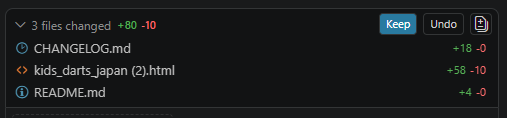 3 files changed +80 -10 Keep Undo
CHANGELOG.md +18 -0
kids_darts_japan (2).html +58 -10
README.md +4 -0